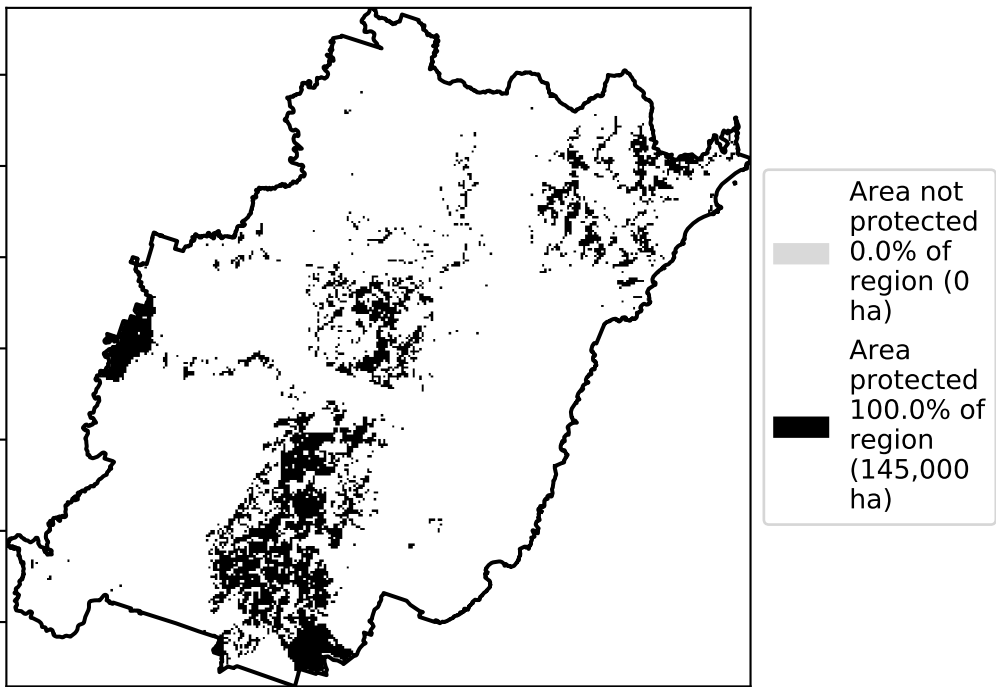 Area not
protected
0.0% of
region (0
ha)
Area
protected
100.0% of
region
(145,000
ha)